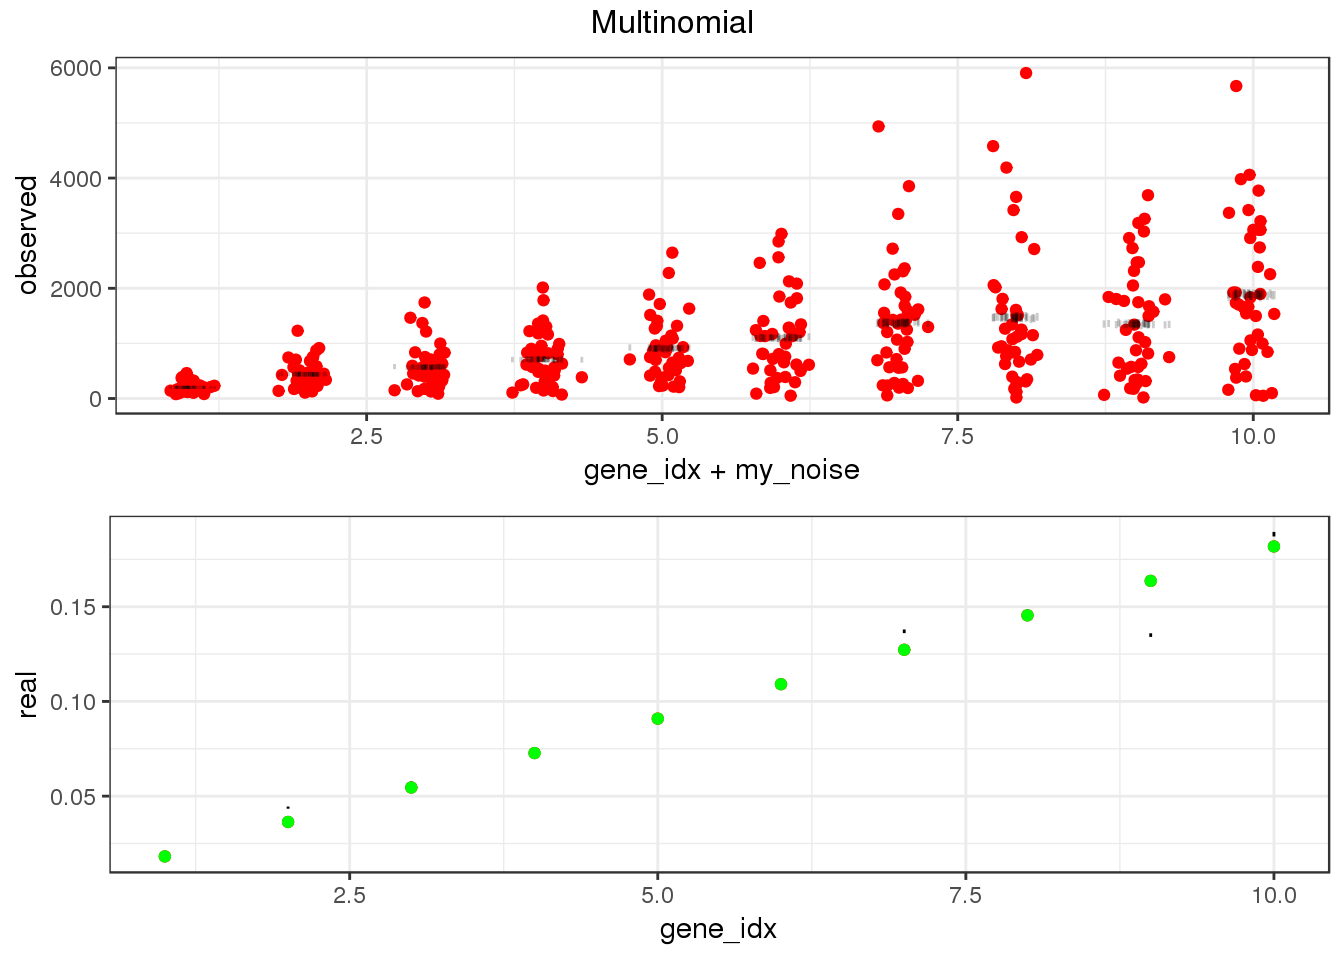 Multinomial
6000
4000
2000
0
observed
2.5 5.0 7.5 10.0
gene_idx + my_noise
0.15
0.10
0.05
real
2.5 5.0 7.5 10.0
gene_idx